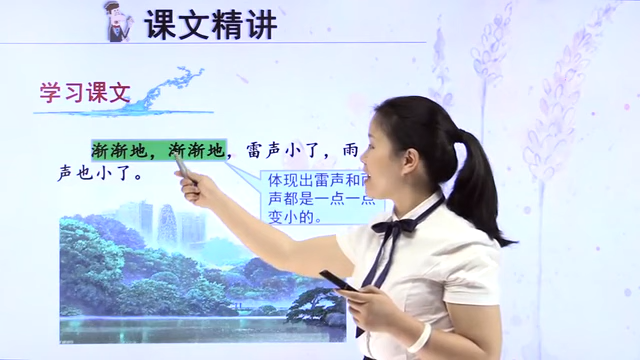 课文精讲
学习课文
渐渐地，渐渐地，雷声小了，雨
声也小了。
体现出雷声和雨
声都是一点一点
变小的。